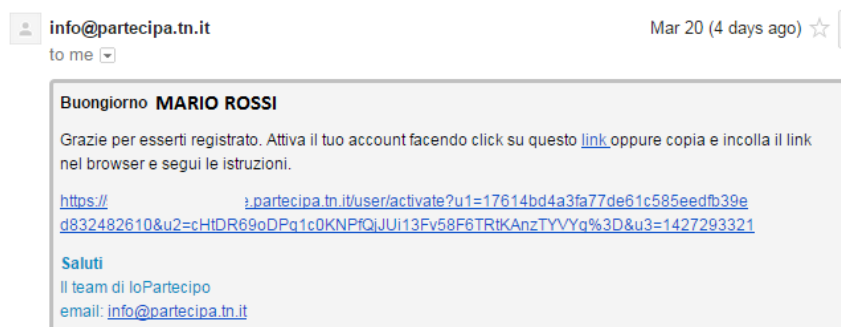 info@partecipa.tn.it Mar 20 (4 days ago)
to me
Buongiorno MARIO ROSSI
Grazie per esserti registrato. Attiva il tuo account facendo click su questo link oppure copia e incolla il link
nel browser e segui le istruzioni.
https:// e.partecipa.tn.it/user/activate?u1=17614bd4a3fa77de61c585eedfb39e
d832482610&u2=cHtDR69oDPq1c0KNPfQjJUi13Fv58F6TRtKAnzTYVYg%3D&u3=1427293321
Saluti
Il team di IoPartecipo
email: info@partecipa.tn.it